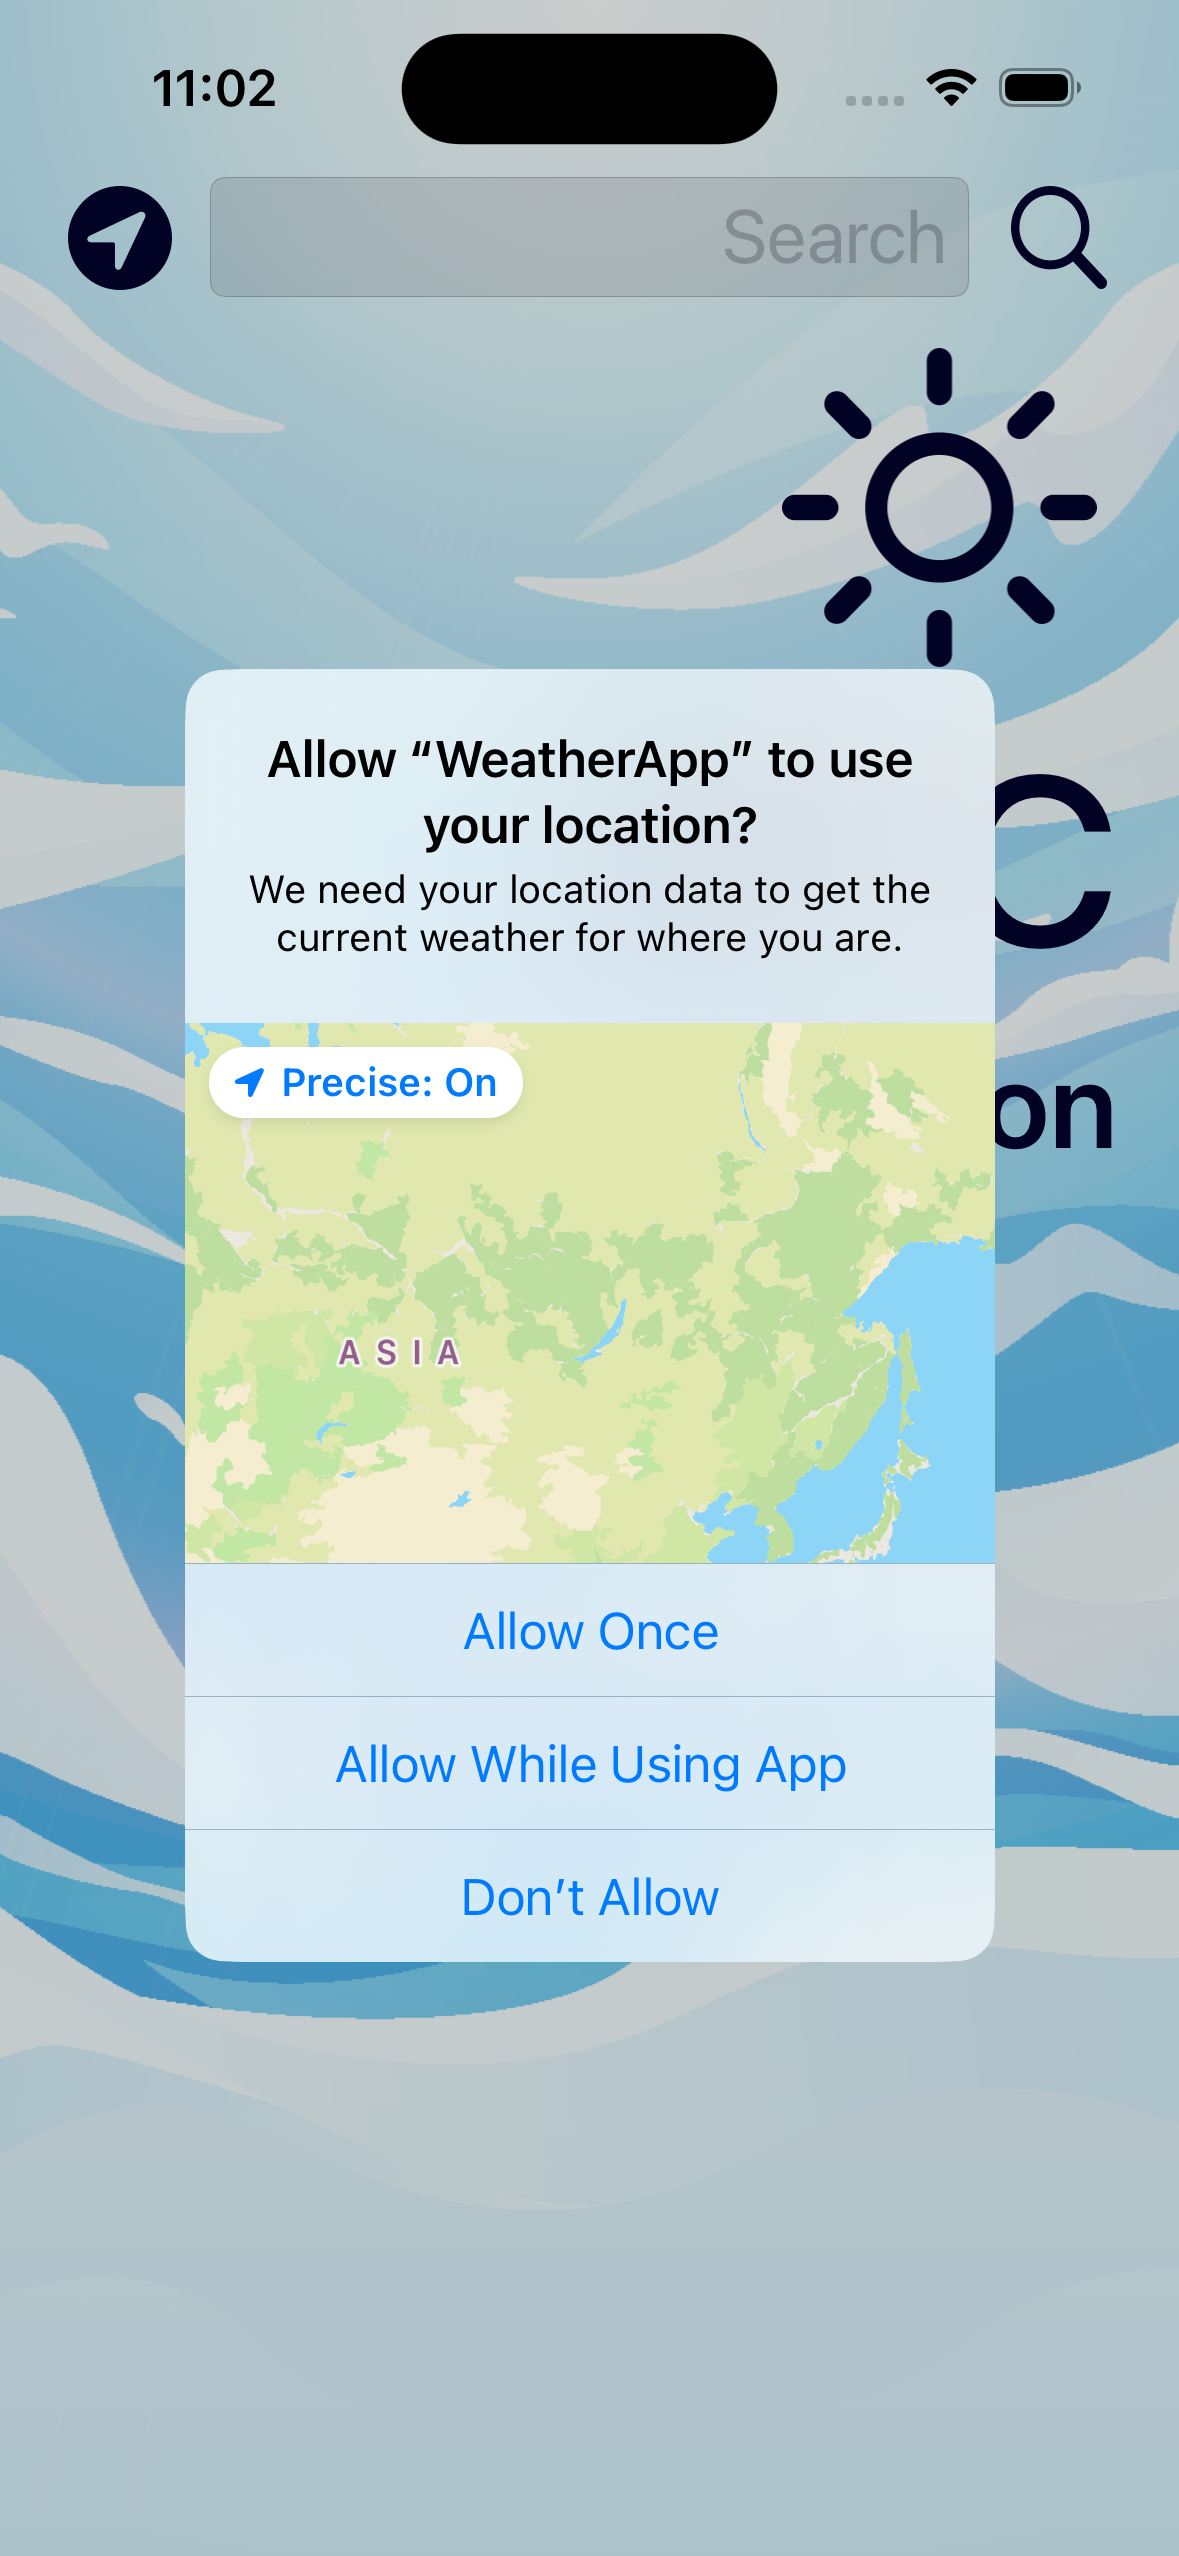 11:02
Search
C
on
Allow “WeatherApp” to use
your location?
We need your location data to get the
current weather for where you are.
Precise: On
ASIA
Allow Once
Allow While Using App
Don’t Allow